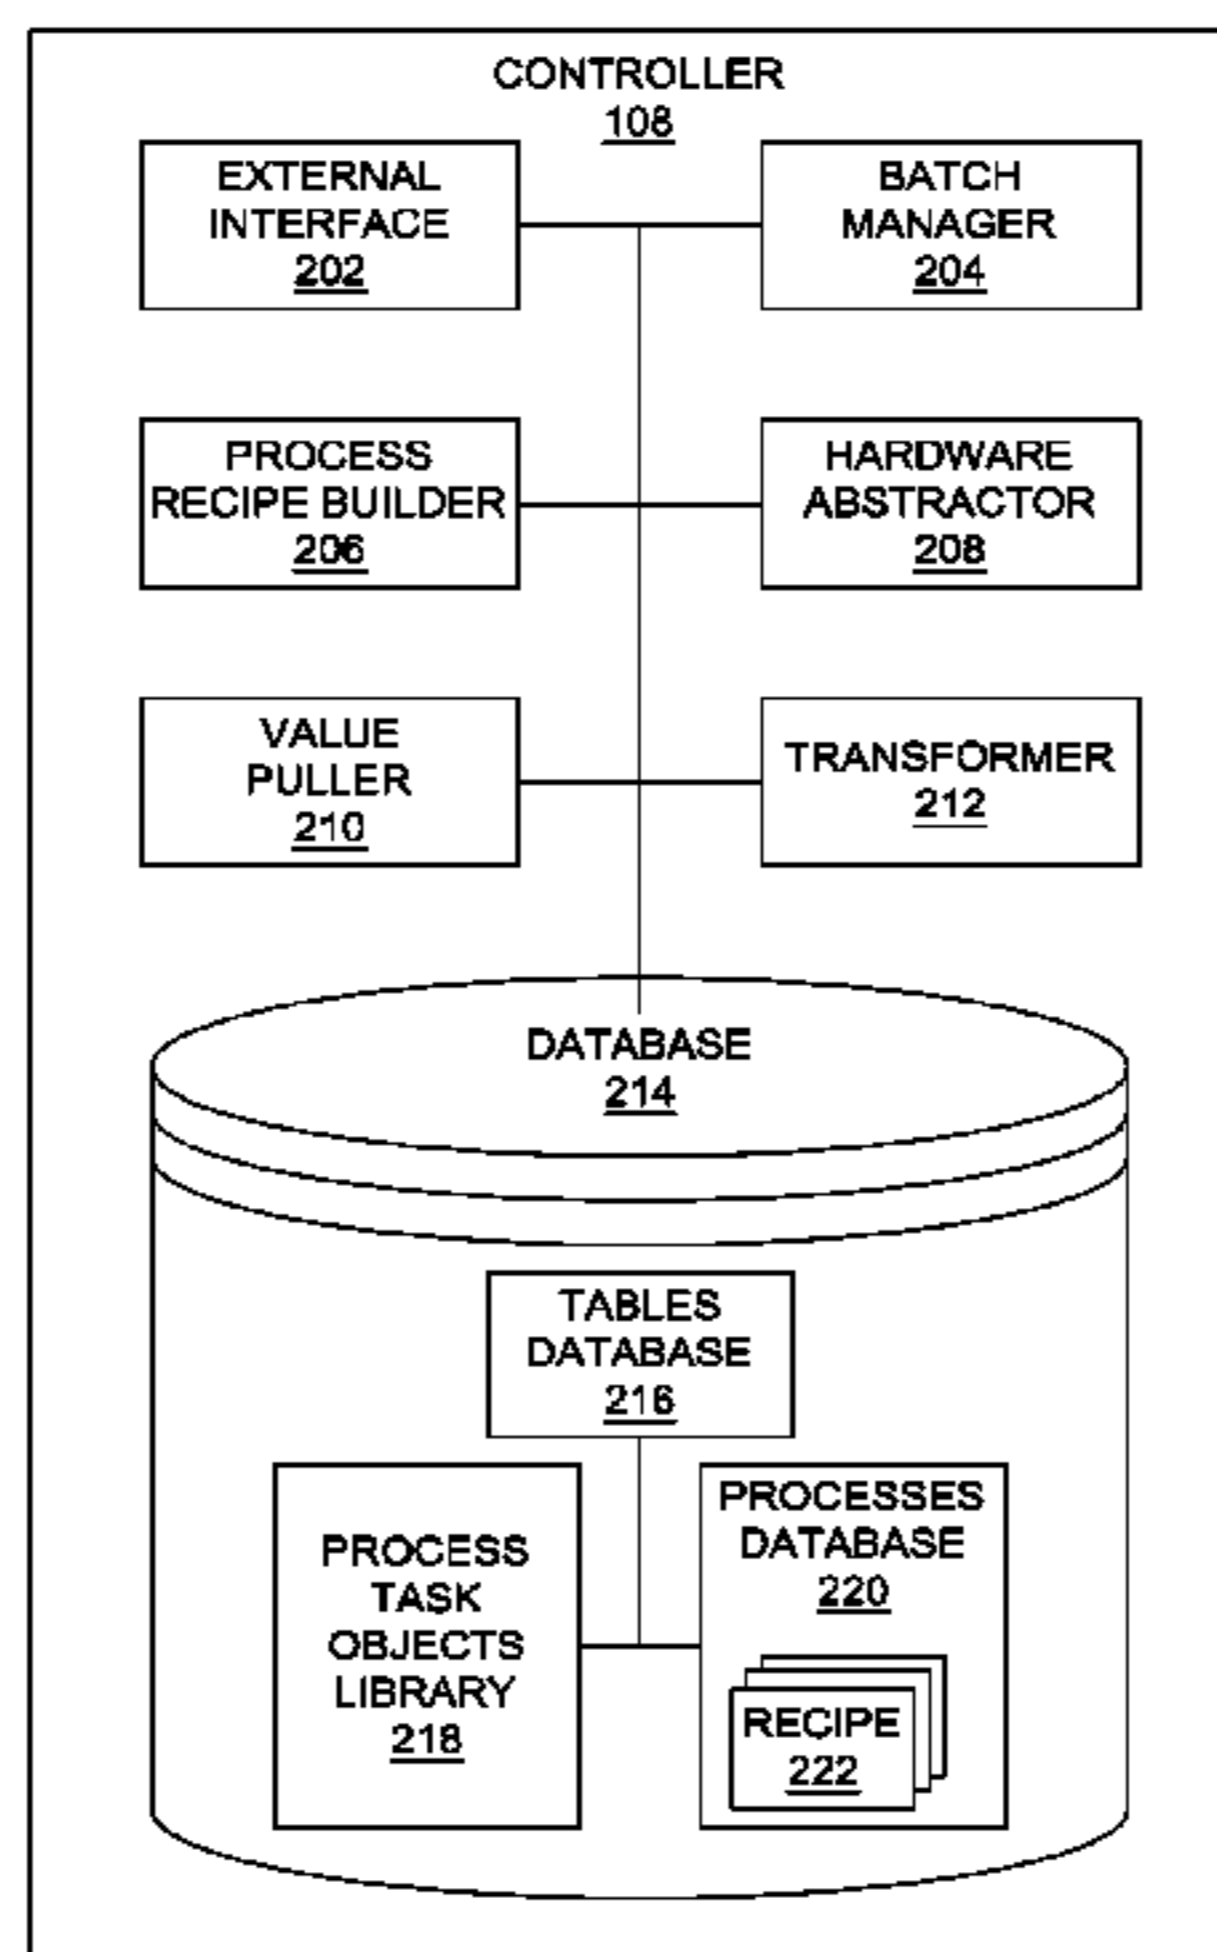 CONTROLLER
108
EXTERNAL
INTERFACE
202
BATCH
MANAGER
204
PROCESS
RECIPE BUILDER
206
HARDWARE
ABSTRACTOR
208
VALUE
PULLER
210
TRANSFORMER
212
DATABASE
214
TABLES
DATABASE
216
PROCESS
TASK
OBJECTS
LIBRARY
218
PROCESSES
DATABASE
220
RECIPE
222